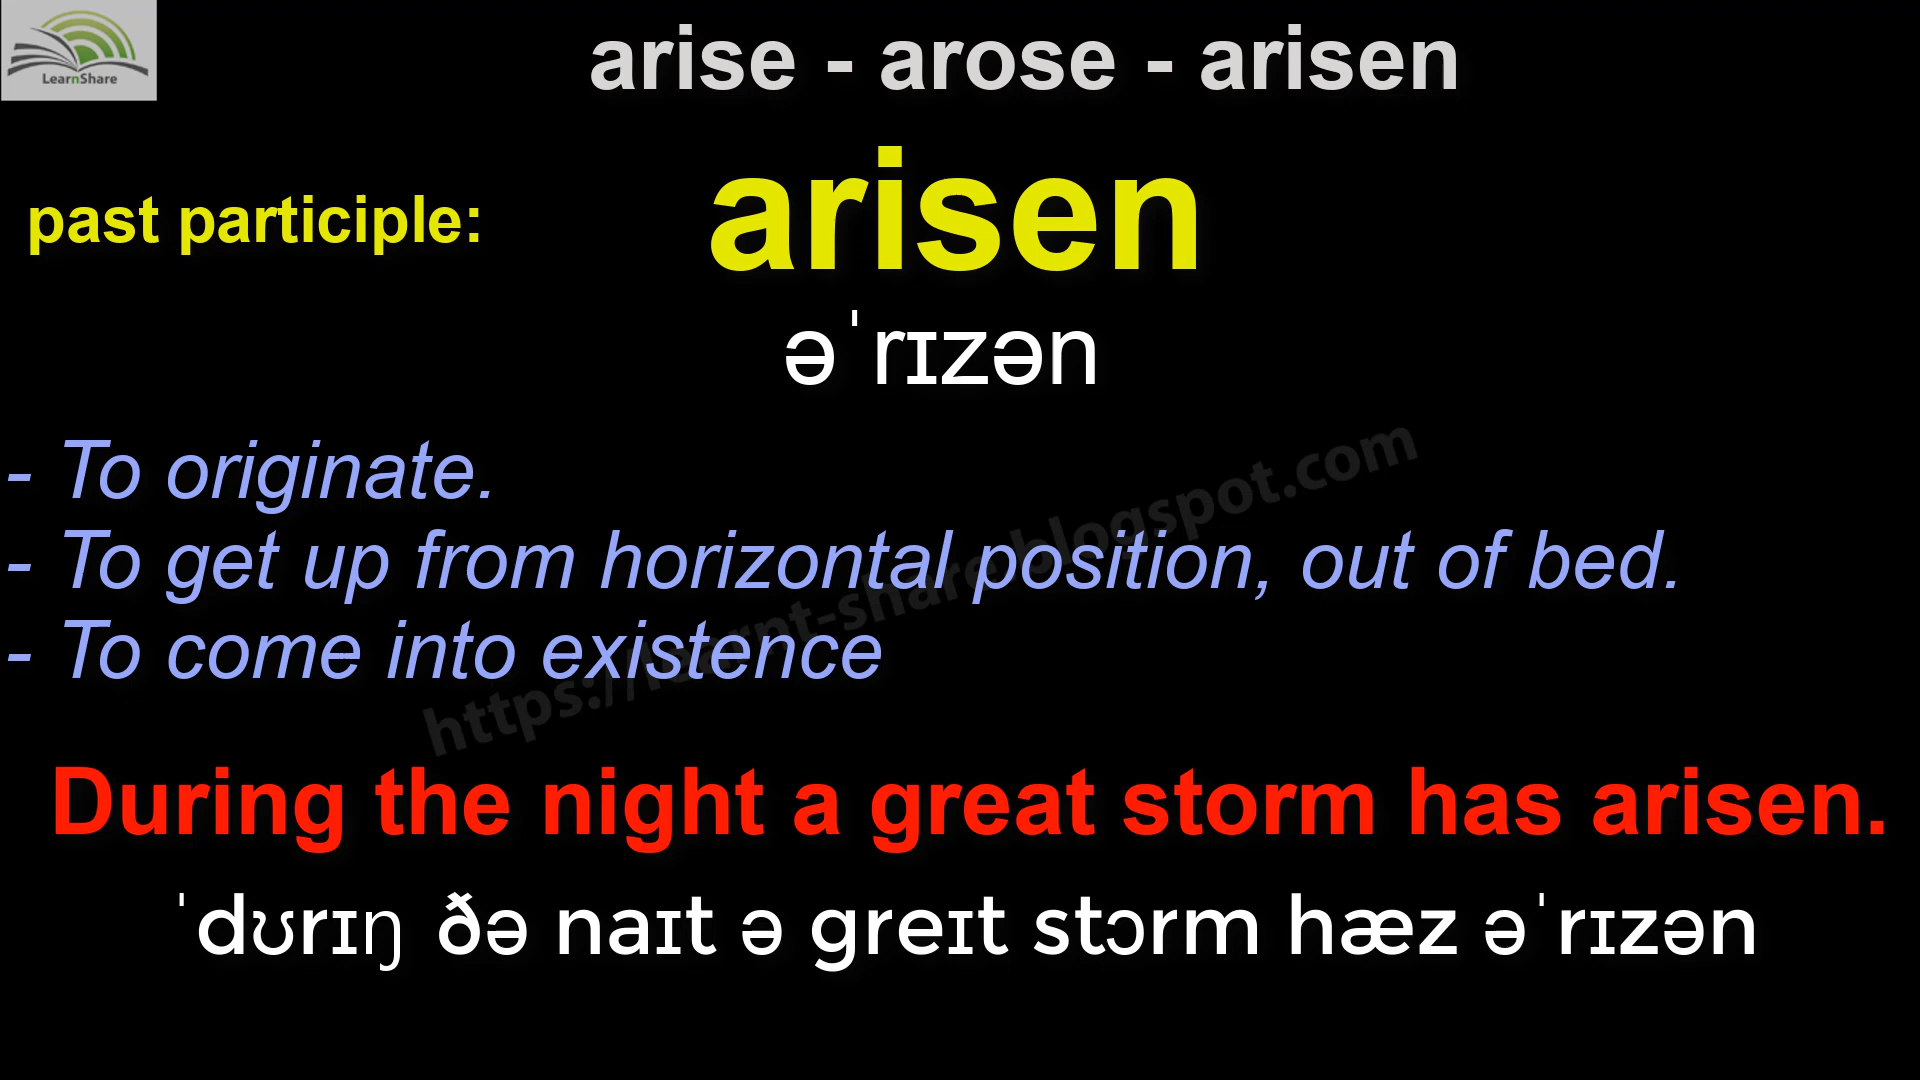 LearnShare
arise - arose - arisen
past participle: arisen
əˈrɪzən
- To originate.
- To get up from horizontal position, out of bed.
- To come into existence
https://learnt-share.blogspot.com
During the night a great storm has arisen.
ˈdʊrɪŋ ðə naɪt ə greɪt stɔrm hæz əˈrɪzən